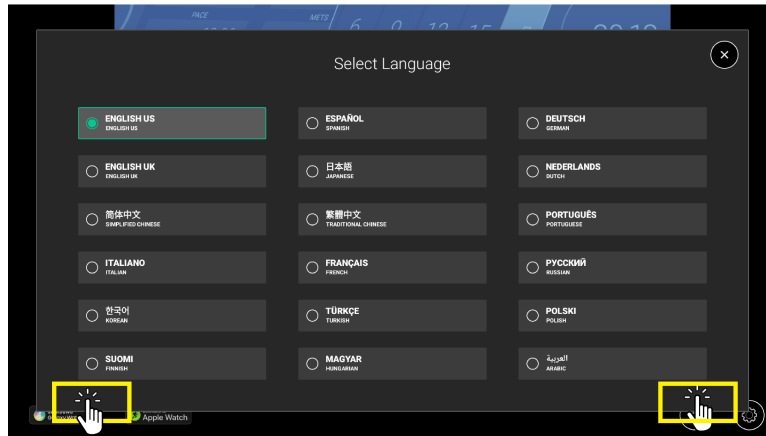 PACE
METS
Select Language
ENGLISH US
ENGLISH US
ESPAÑOL
SPANISH
DEUTSCH
GERMAN
ENGLISH UK
ENGLISH UK
日本語
JAPANESE
NEDERLANDS
DUTCH
简体中文
SIMPLIFIED CHINESE
繁體中文
TRADITIONAL CHINESE
PORTUGUÊS
PORTUGUESE
ITALIANO
ITALIAN
FRANÇAIS
FRENCH
РУССКИЙ
RUSSIAN
한국어
KOREAN
TÜRKÇE
TURKISH
POLSKI
POLISH
SUOMI
FINNISH
MAGYAR
HUNGARIAN
العربية
ARABIC
Apple Watch